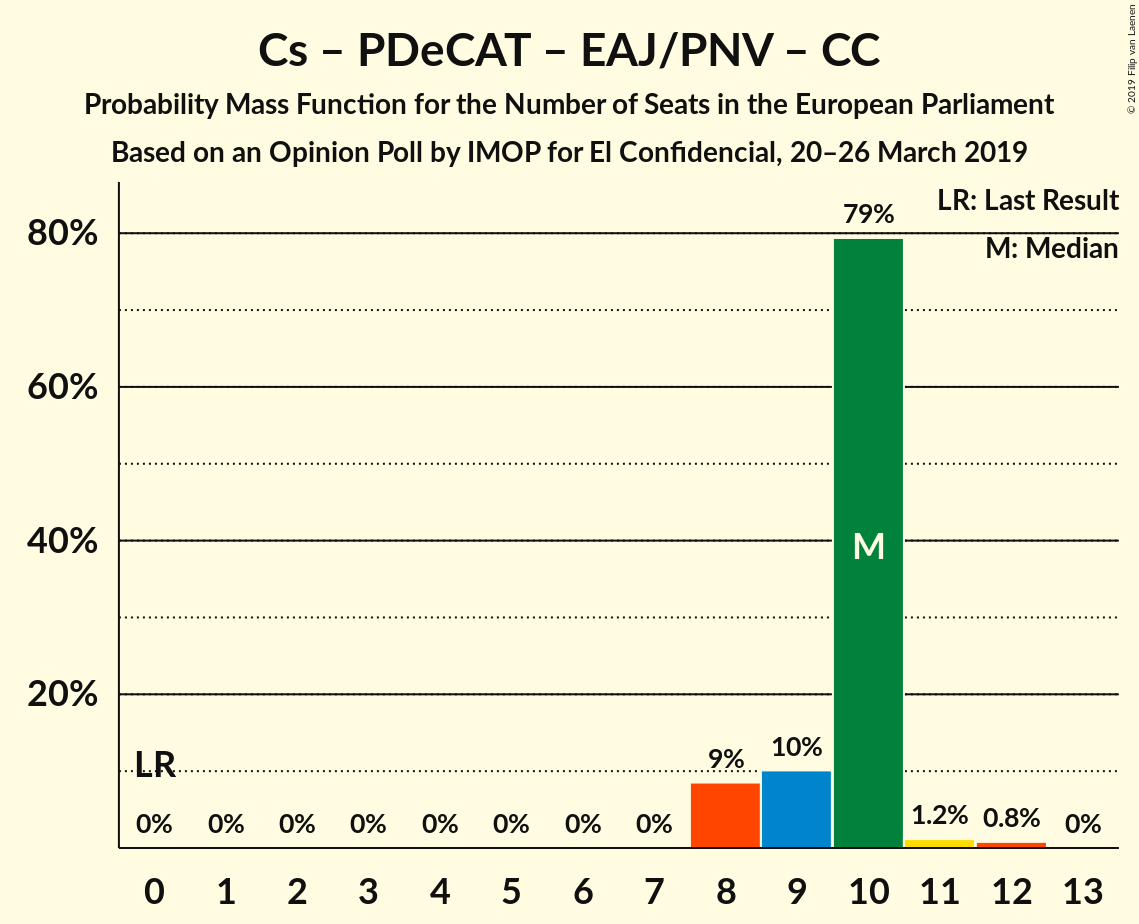 Cs – PDeCAT – EAJ/PNV – CC
Probability Mass Function for the Number of Seats in the European Parliament
Based on an Opinion Poll by IMOP for El Confidencial, 20–26 March 2019
© 2019 Filip van Laenen
LR: Last Result
M: Median
80%
60%
40%
20%
LR
M
0% 0% 0% 0% 0% 0% 0% 0% 9% 10% 79% 1.2% 0.8% 0%
0 1 2 3 4 5 6 7 8 9 10 11 12 13